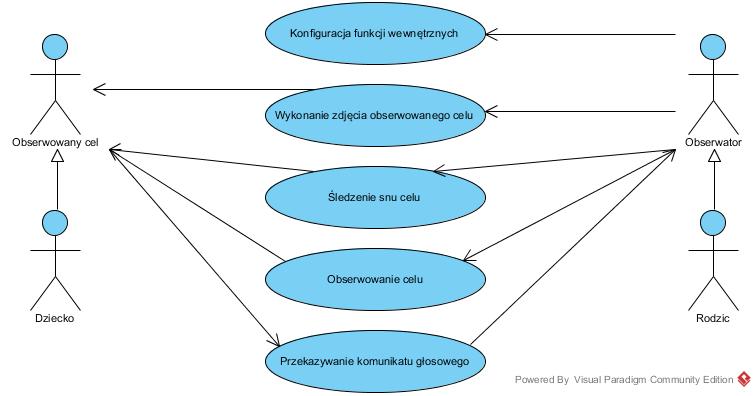 Konfiguracja funkcji wewnętrznych
Wykonanie zdjęcia obserwowanego celu
Obserwowany cel
Obserwator
Śledzenie snu celu
Obserwowanie celu
Dziecko
Rodzic
Przekazywanie komunikatu głosowego
Powered By Visual Paradigm Community Edition